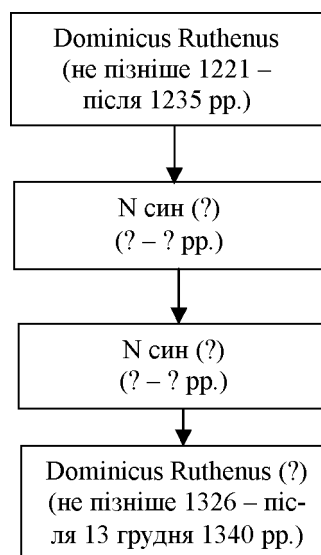 Dominicus Ruthenus
(не пізніше 1221 –
після 1235 рр.)
N син (?)
(? – ? рр.)
N син (?)
(? – ? рр.)
Dominicus Ruthenus (?)
(не пізніше 1326 – піс-
ля 13 грудня 1340 рр.)